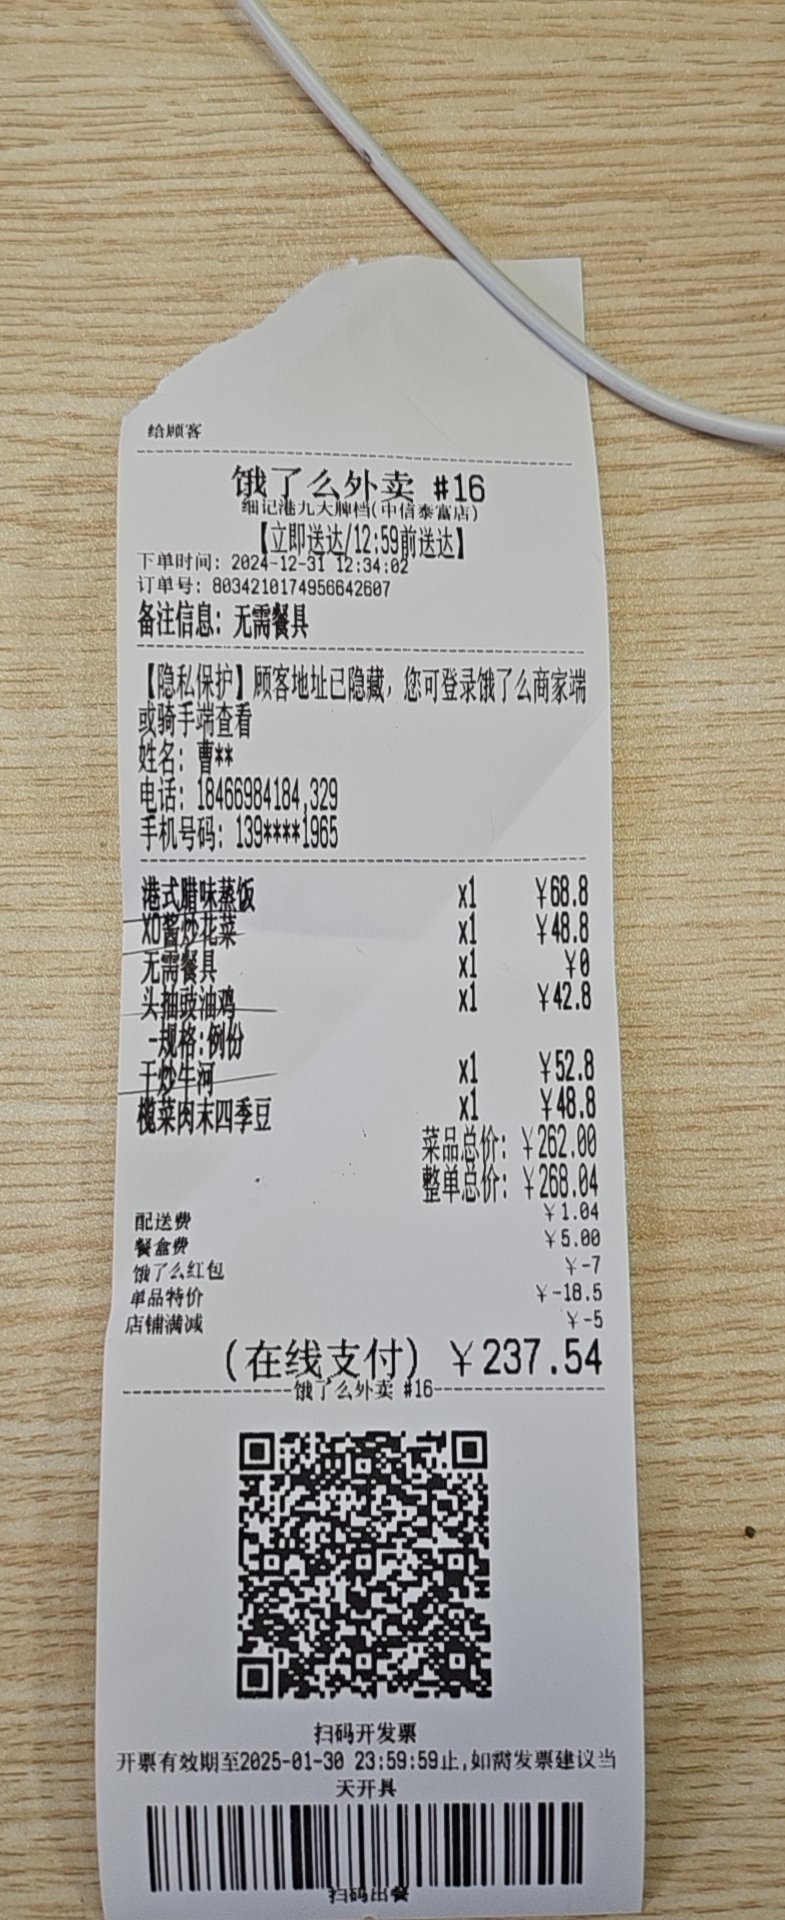 给顾客
饿了么外卖 #16
细记港九大牌档(中信泰富店)
【立即送达/12:59前送达】
下单时间: 2024-12-31 12:34:02
订单号: 8034210174956642607
备注信息: 无需餐具
【隐私保护】顾客地址已隐藏，您可登录饿了么商家端
或骑手端查看
姓名: 曹**
电话: 18466984184,329
手机号码: 139****1965
港式腊味蒸饭 x1 ￥68.8
XO酱炒花菜 x1 ￥48.8
无需餐具 x1 ￥0
头抽豉油鸡 x1 ￥42.8
-规格:例份
干炒牛河 x1 ￥52.8
榄菜肉末四季豆 x1 ￥48.8
菜品总价: ￥262.00
整单总价: ￥268.04
配送费 ￥1.04
餐盒费 ￥5.00
饿了么红包 ￥-7
单品特价 ￥-18.5
店铺满减 ￥-5
(在线支付) ￥237.54
饿了么外卖 #16
扫码开发票
开票有效期至2025-01-30 23:59:59止,如需发票建议当
天开具
扫码出餐